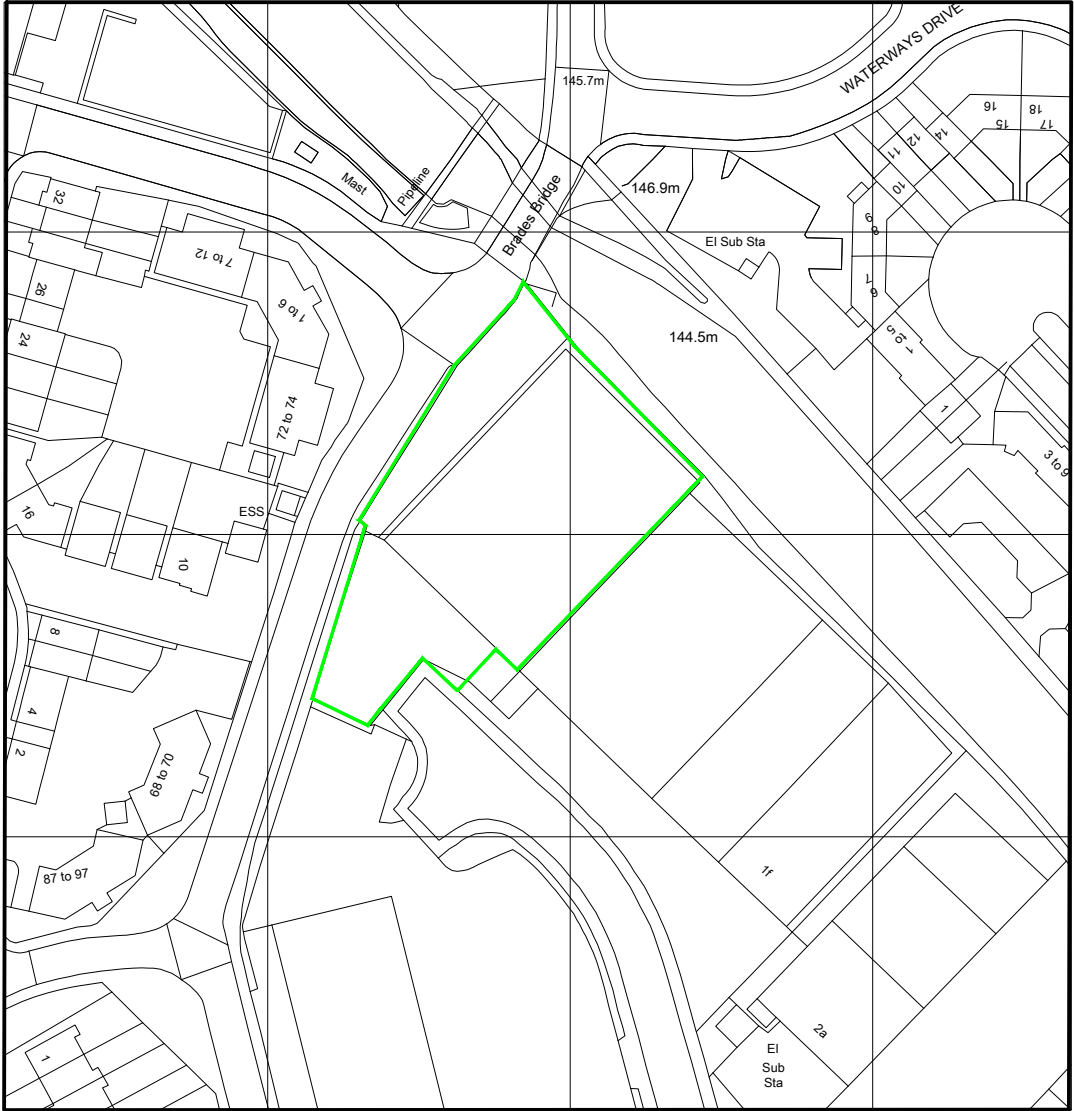 WATERWAYS DRIVE
145.7m
16
18
15
17
14
12
11
10
Mast
Pipeline
Brades Bridge
146.9m
32
7 to 12
El Sub Sta
9
8
7
6
26
1 to 6
24
144.5m
1 to 5
72 to 74
1
3 to 9
16
ESS
10
8
4
2
68 to 70
87 to 97
1f
2a
1
El
Sub
Sta